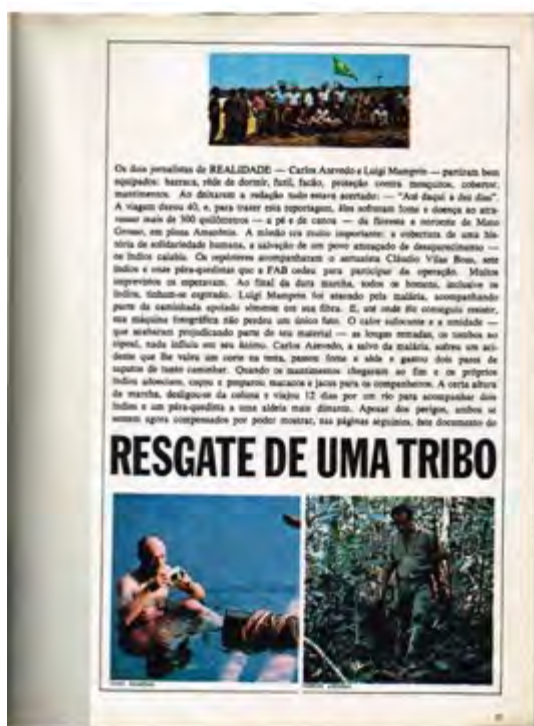 Os dois jornalistas de REALIDADE — Carlos Azevedo e Luigi Mamprin — partiram bem
equipados: barraca, rêde de dormir, fuzil, facão, proteção contra mosquitos, cobertor,
mantimentos. Ao deixarem a redação tudo estava acertado: — "Até daqui a dez dias".
A viagem durou 40, e, para trazer esta reportagem, êles sofreram fome e doença ao atra-
vessar mais de 500 quilômetros — a pé e de canoa — da floresta e noroeste de Mato
Grosso, em plena Amazônia. A missão era muito importante: a cobertura de uma his-
tória de solidariedade humana, a salvação de um povo ameaçado de desaparecimento —
os índios caiabis. Os repórteres acompanharam o sertanista Cláudio Vilas Boas, sete
índios e onze pára-quedistas que a FAB cedeu para participar da operação. Muitos
imprevistos os esperavam. Ao final da dura marcha, todos os homens, inclusive os
índios, tinham-se esgotado. Luigi Mamprin foi atacado pela malária, acompanhando
parte da caminhada apoiado sòmente em sua fibra. E, até onde êle conseguiu resistir,
sua máquina fotográfica não perdeu um único fato. O calor sufocante e a umidade —
que acabaram prejudicando parte de seu material — as longas remadas, os tombos no
cipoal, nada influiu em seu ânimo. Carlos Azevedo, a salvo da malária, sofreu um aci-
dente que lhe valeu um corte na testa, passou fome e sêde e gastou dois pares de
sapatos de tanto caminhar. Quando os mantimentos chegaram ao fim e os próprios
índios adoeciam, caçou e preparou macacos e jacus para os companheiros. A certa altura
da marcha, desligou-se da coluna e viajou 12 dias por um rio para acompanhar dois
índios e um pára-quedista a uma aldeia mais distante. Apesar dos perigos, ambos se
sentem agora compensados por poder mostrar, nas páginas seguintes, êste documento do
RESGATE DE UMA TRIBO